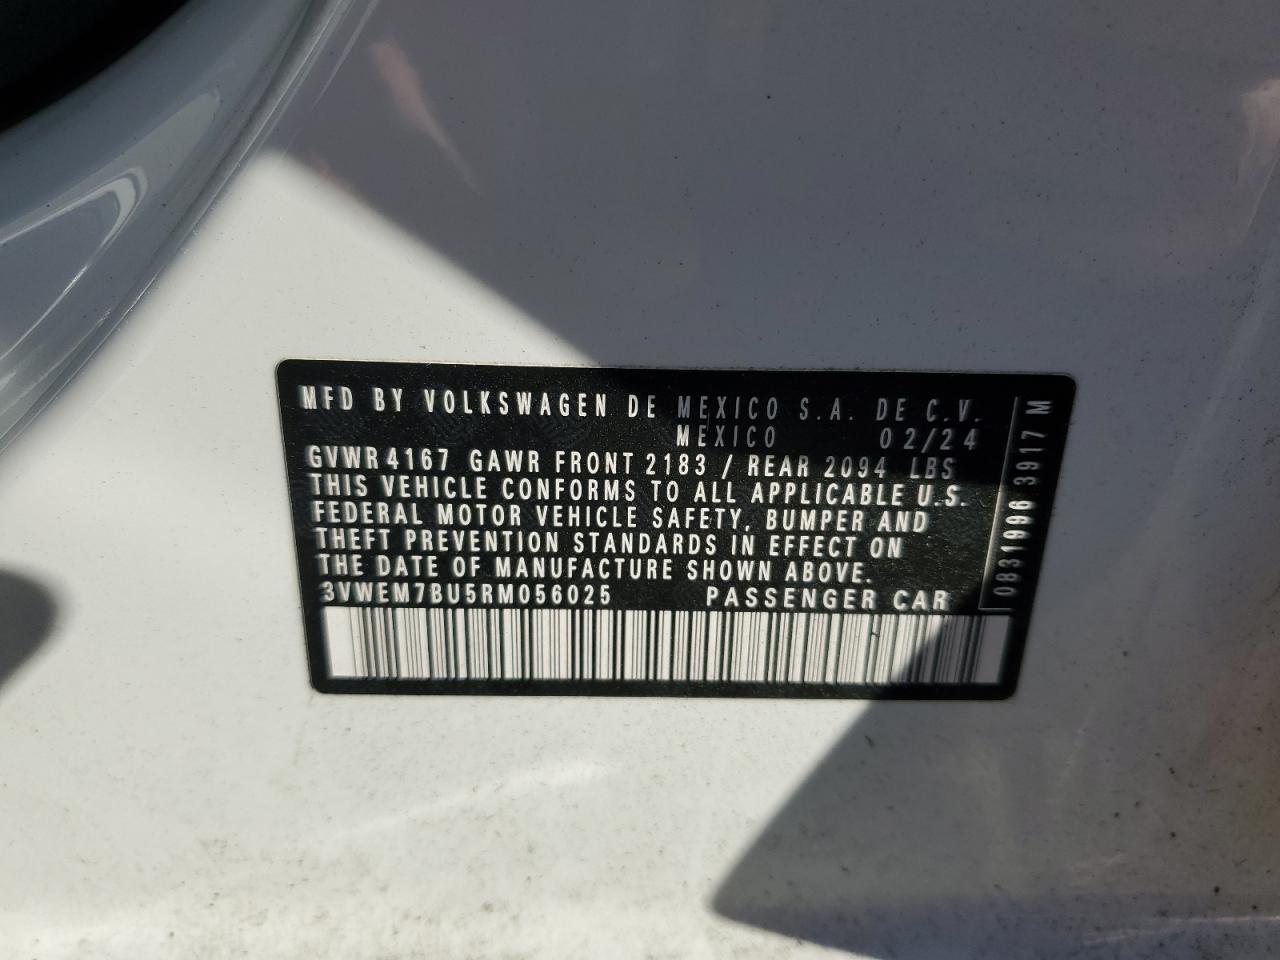 MFD BY VOLKSWAGEN DE MEXICO S.A. DE C.V.
MEXICO 02/24
GVWR 4167 GAWR FRONT 2183 / REAR 2094 LBS
THIS VEHICLE CONFORMS TO ALL APPLICABLE U.S.
FEDERAL MOTOR VEHICLE SAFETY, BUMPER AND
THEFT PREVENTION STANDARDS IN EFFECT ON
THE DATE OF MANUFACTURE SHOWN ABOVE.
3VWEM7BU5RM056025 PASSENGER CAR
0831996 3917 M